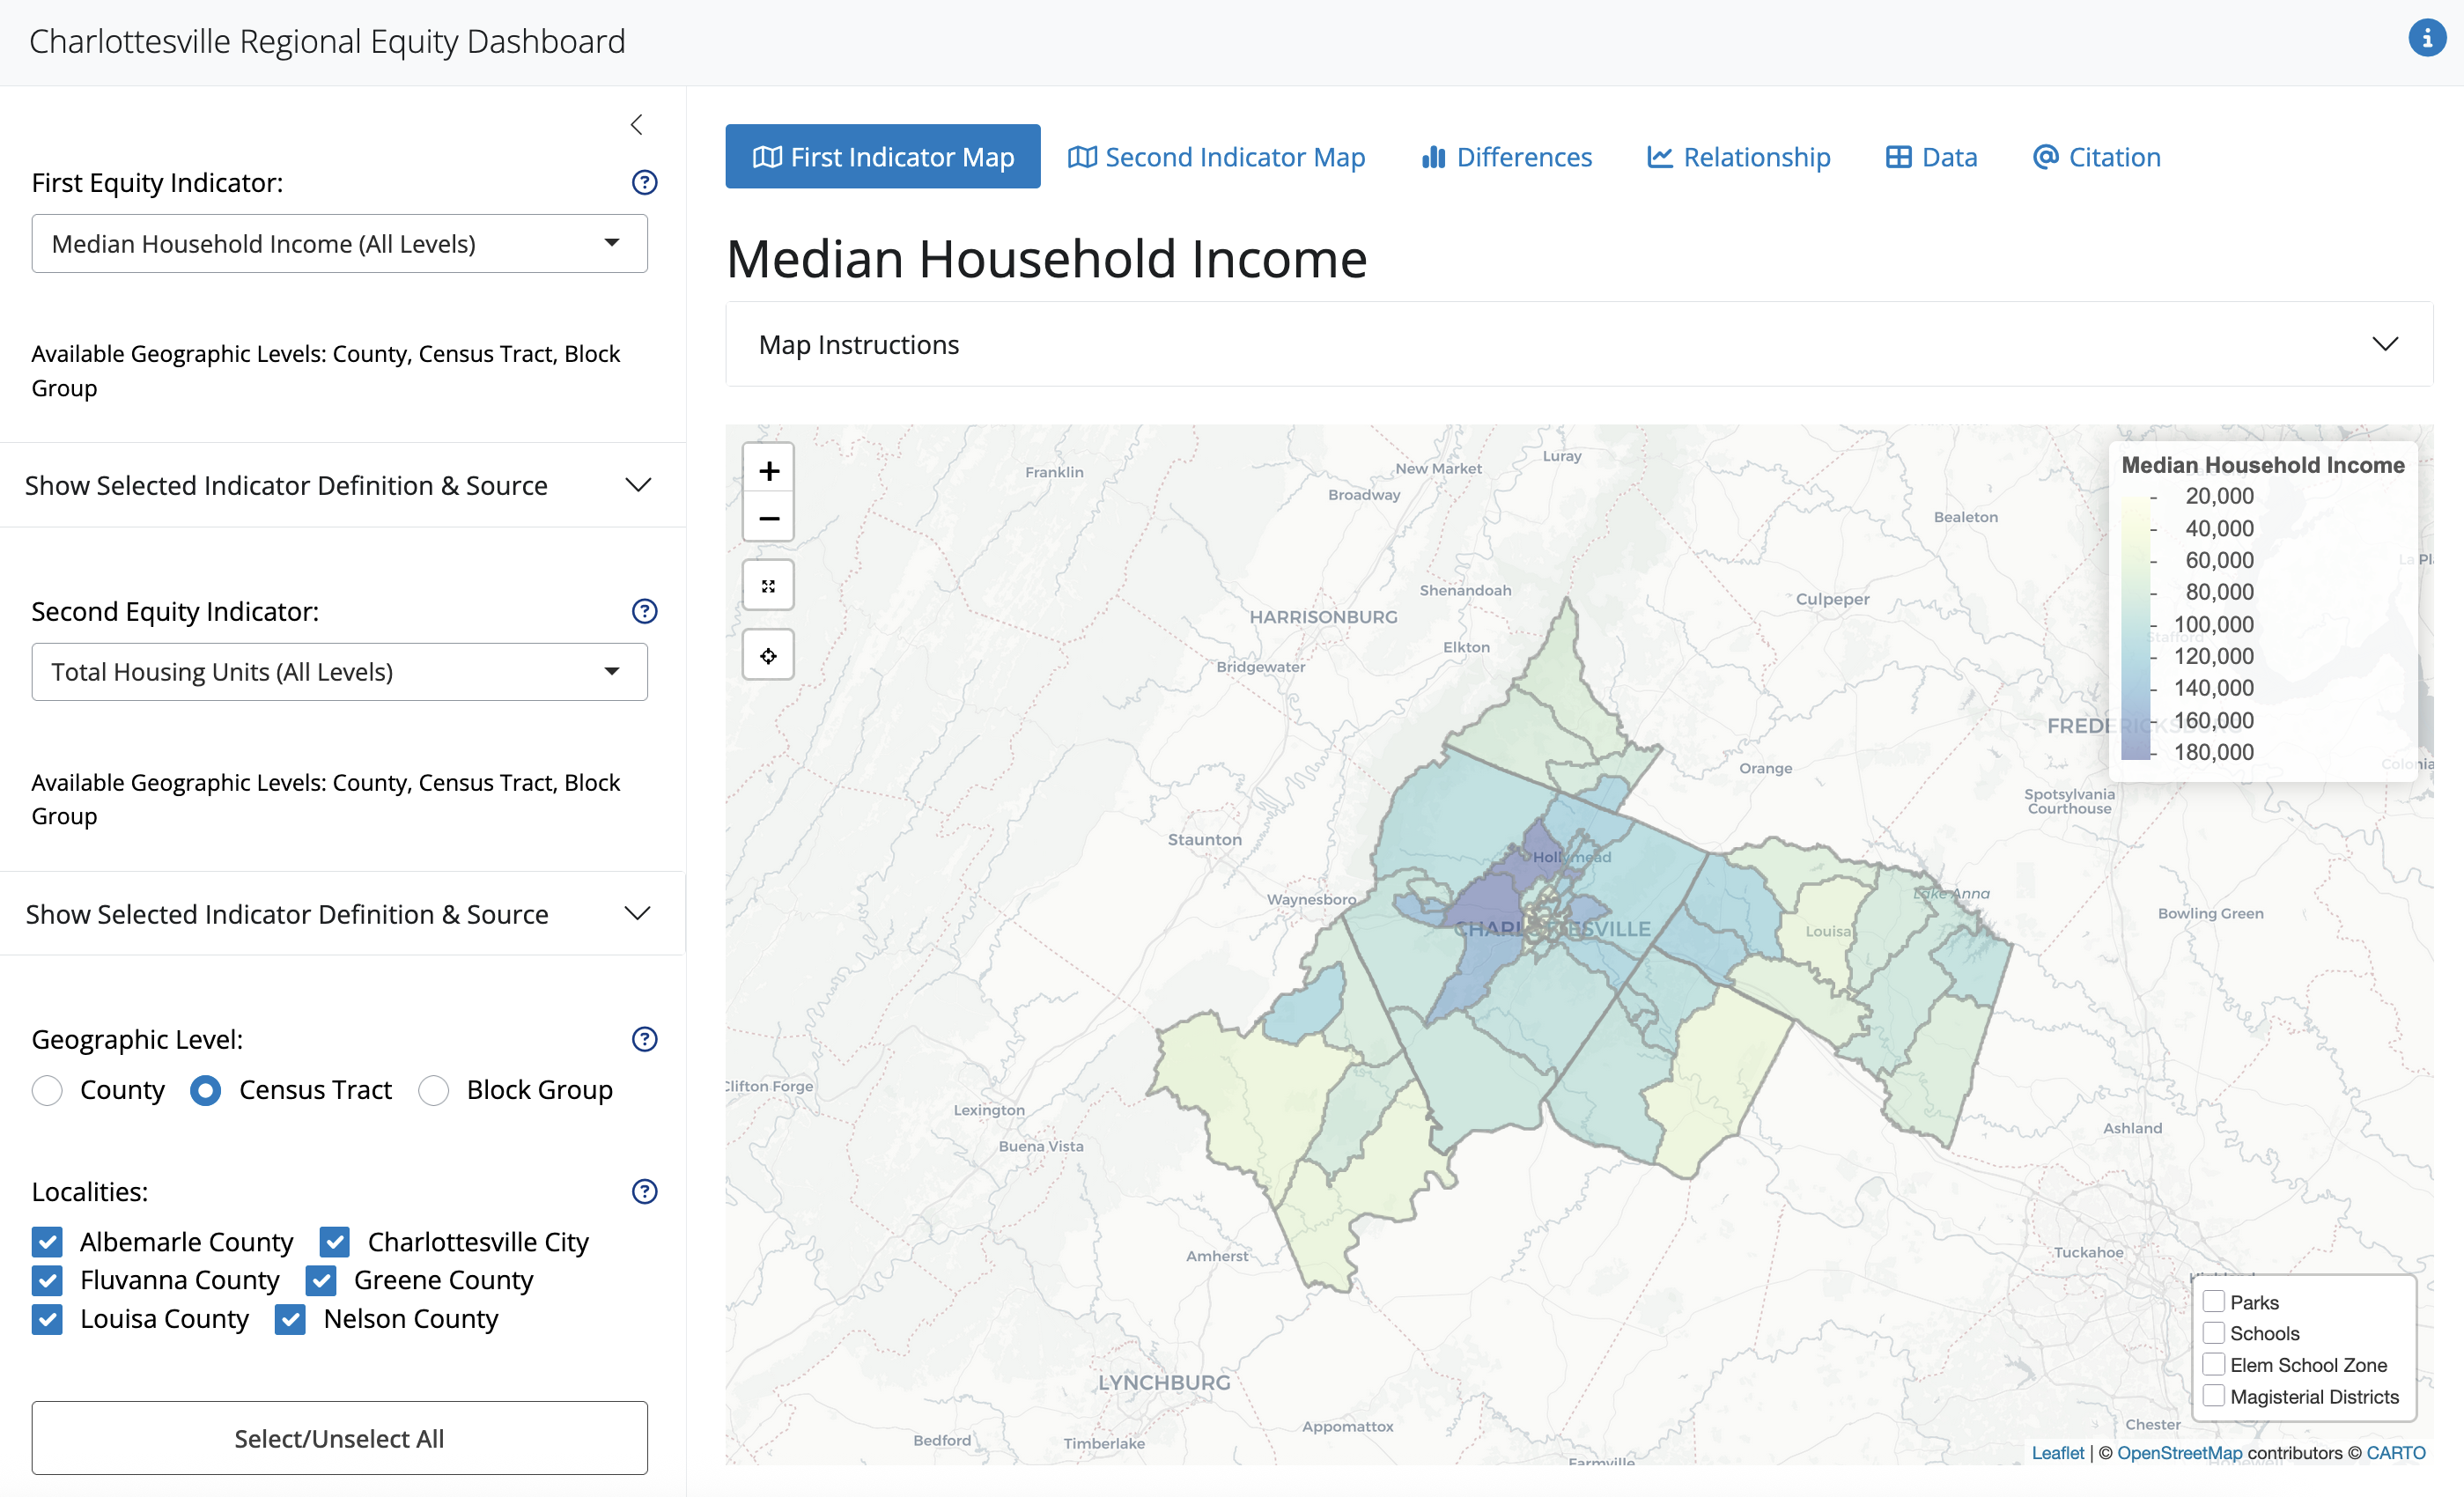 Charlottesville Regional Equity Dashboard
First Equity Indicator:
Median Household Income (All Levels)
Available Geographic Levels: County, Census Tract, Block
Group
Show Selected Indicator Definition & Source
Second Equity Indicator:
Total Housing Units (All Levels)
Available Geographic Levels: County, Census Tract, Block
Group
Show Selected Indicator Definition & Source
Geographic Level:
County Census Tract Block Group
Localities:
Albemarle County Charlottesville City
Fluvanna County Greene County
Louisa County Nelson County
Select/Unselect All
First Indicator Map Second Indicator Map Differences Relationship Data Citation
Median Household Income
Map Instructions
+
−
Median Household Income
20,000
40,000
60,000
80,000
100,000
120,000
140,000
160,000
180,000
Luray
New Market
Franklin
Broadway
Bealeton
La Pl
Shenandoah
Culpeper
HARRISONBURG
Stafford
Elkton
Bridgewater
FREDERICKSBURG
Colonia
Orange
Spotsylvania
Courthouse
Staunton
Hollymead
Lake Anna
Waynesboro
Bowling Green
CHARLOTTESVILLE
Louisa
Clifton Forge
Lexington
Ashland
Buena Vista
Amherst
Tuckahoe
LYNCHBURG
Appomattox
Chester
Bedford
Timberlake
Farmville
Parks
Schools
Elem School Zone
Magisterial Districts
Leaflet | © OpenStreetMap contributors © CARTO